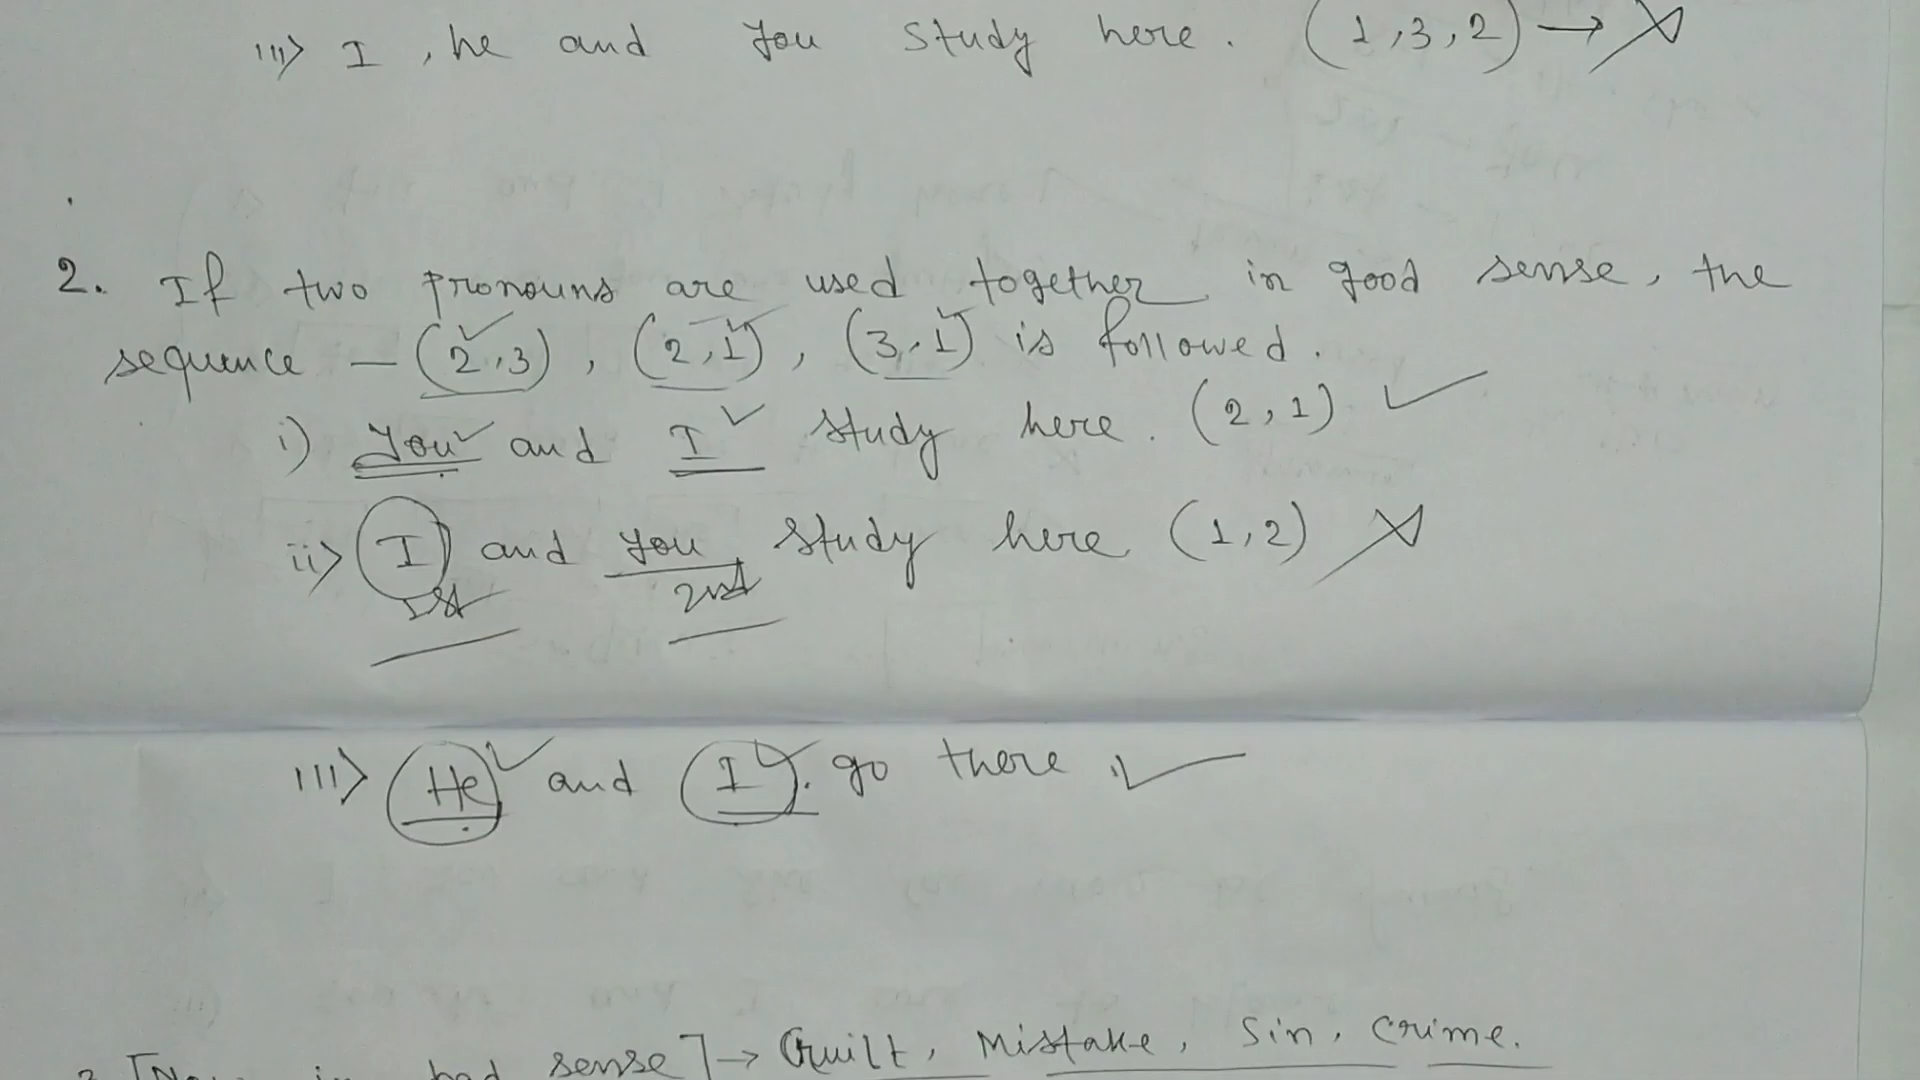 iii> I, he and you study here. (1,3,2) →
2. If two pronouns are used together in good sense, the
sequence – (2,3), (2,1), (3,1) is followed.
i) You and I study here. (2,1) ✓
ii> I and you study here (1,2)
1st 2nd
iii> He and I go there ✓
in bad sense] → Guilt, Mistake, Sin, Crime.